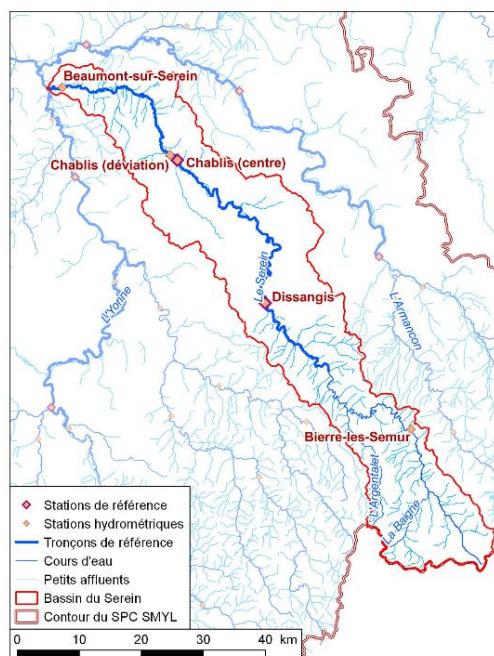 Beaumont-sur-Serein
Chablis (déviation)
Chablis (centre)
Le Serein
Dissangis
L'Yonne
L'Armancon
Bierre-les-Semur
L'Argentalet
La Baigne
Stations de référence
Stations hydrométriques
Tronçons de référence
Cours d'eau
Petits affluents
Bassin du Serein
Contour du SPC SMYL
0 10 20 30 40 km